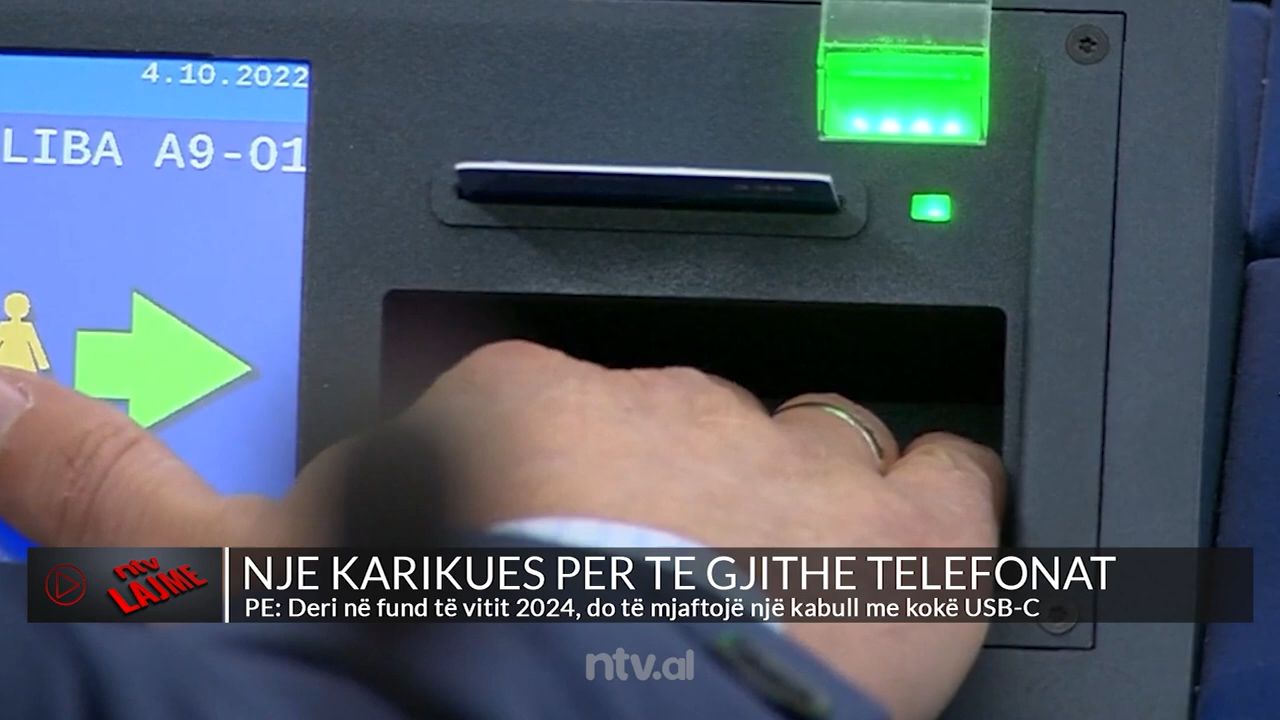 4.10.2022
LIBA A9-01
ntv
LAJME
NJE KARIKUES PER TE GJITHE TELEFONAT
PE: Deri në fund të vitit 2024, do të mjaftojë një kabull me kokë USB-C
ntv.al